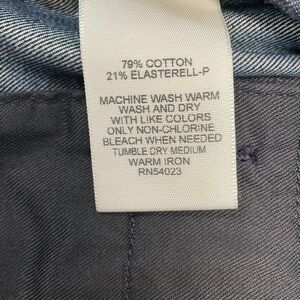 79% COTTON
21% ELASTERELL-P
MACHINE WASH WARM
WASH AND DRY
WITH LIKE COLORS
ONLY NON-CHLORINE
BLEACH WHEN NEEDED
TUMBLE DRY MEDIUM
WARM IRON
RN54023